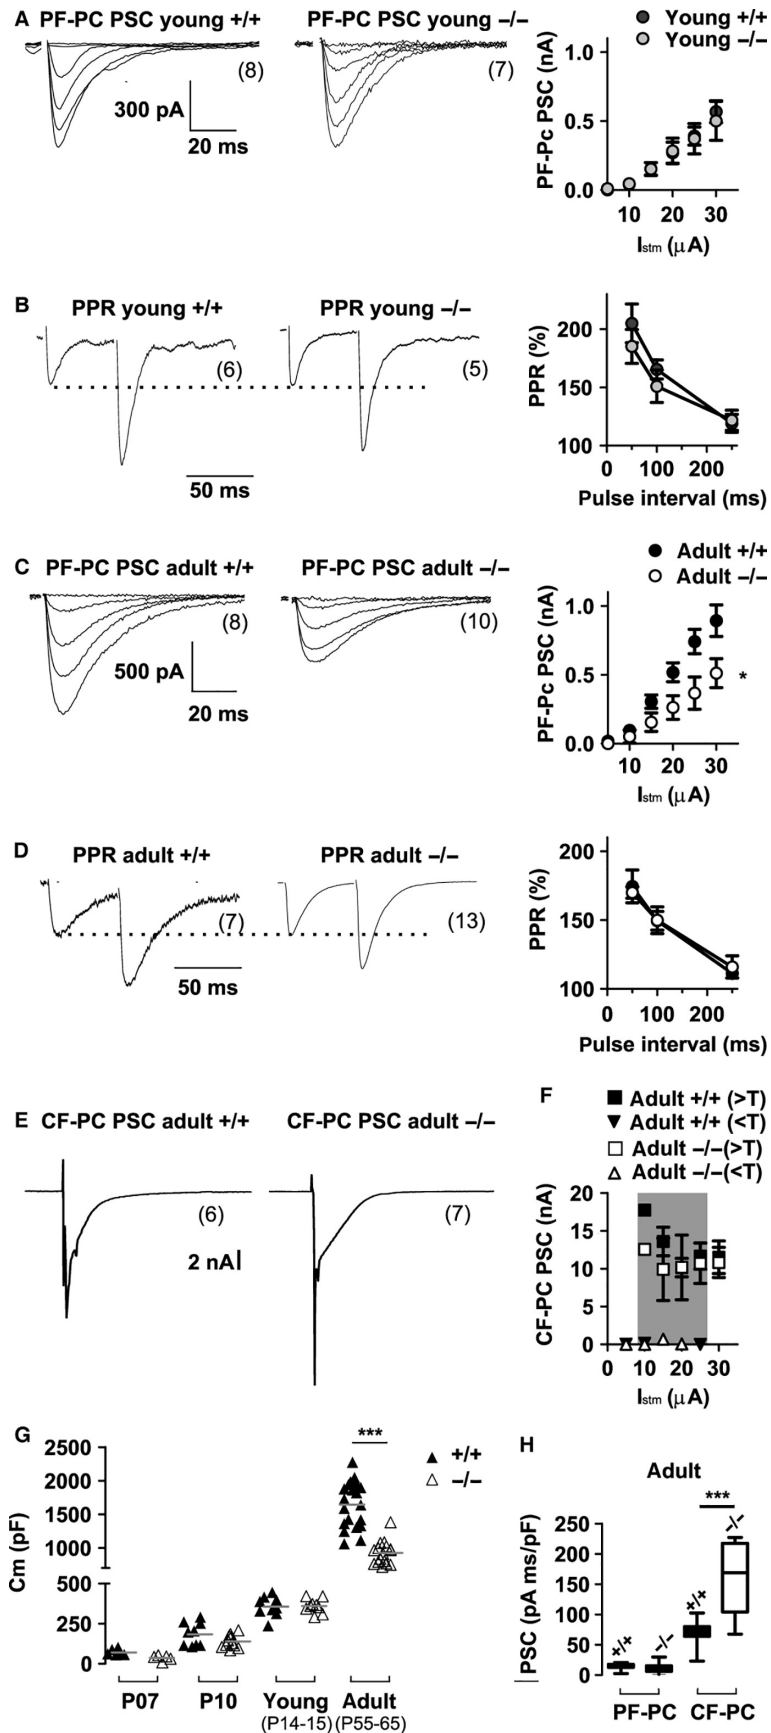 A PF-PC PSC young +/+ PF-PC PSC young –/–
Young +/+
Young –/–
(8) (7)
300 pA
20 ms
PF-Pc PSC (nA)
1.0
0.5
0.0
10 20 30
Istm (µA)
B PPR young +/+ PPR young –/–
(6) (5)
50 ms
PPR (%)
200
150
100
0 100 200
Pulse interval (ms)
C PF-PC PSC adult +/+ PF-PC PSC adult –/–
Adult +/+
Adult –/–
(8) (10)
500 pA
20 ms
PF-Pc PSC (nA)
1.0
0.5
0.0
*
10 20 30
Istm (µA)
D PPR adult +/+ PPR adult –/–
(7) (13)
50 ms
PPR (%)
200
150
100
0 100 200
Pulse interval (ms)
E CF-PC PSC adult +/+ CF-PC PSC adult –/–
(6) (7)
2 nA
F
Adult +/+ (>T)
Adult +/+ (<T)
Adult –/–(>T)
Adult –/–(<T)
CF-PC PSC (nA)
20
15
10
5
0
0 10 20 30
Istm (µA)
G
+/+
–/–
***
Cm (pF)
2500
2000
1500
1000
500
250
0
P07 P10 Young Adult
(P14-15) (P55-65)
H
Adult
***
| PSC (pA ms/pF)
250
200
150
100
50
0
+/+ –/– +/+ –/–
PF-PC CF-PC